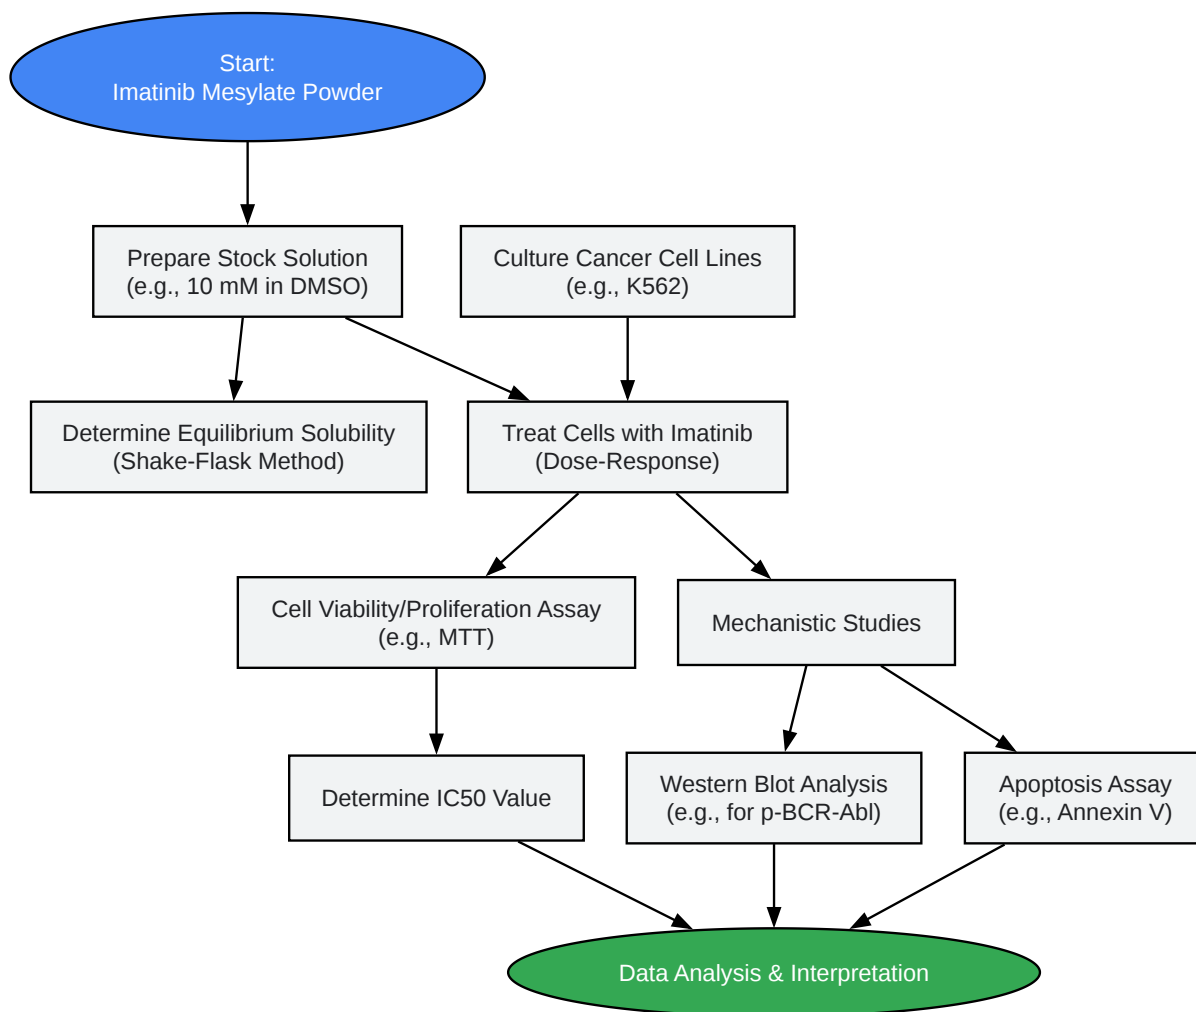 Start:
Imatinib Mesylate Powder
Prepare Stock Solution
(e.g., 10 mM in DMSO)
Culture Cancer Cell Lines
(e.g., K562)
Determine Equilibrium Solubility
(Shake-Flask Method)
Treat Cells with Imatinib
(Dose-Response)
Cell Viability/Proliferation Assay
(e.g., MTT)
Mechanistic Studies
Determine IC50 Value
Western Blot Analysis
(e.g., for p-BCR-Abl)
Apoptosis Assay
(e.g., Annexin V)
Data Analysis & Interpretation